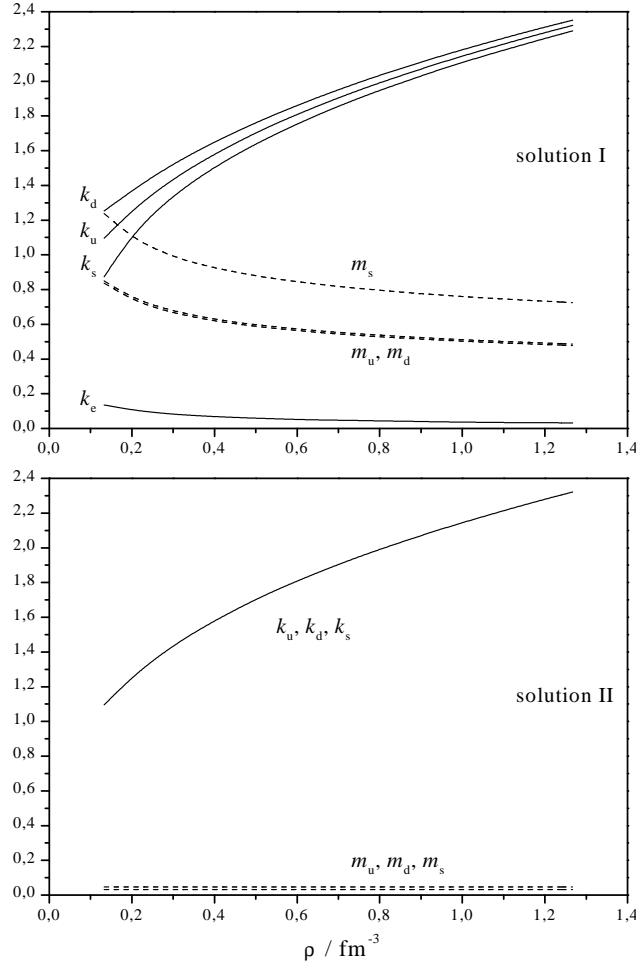 2,4
2,2
2,0
1,8
1,6
solution I
1,4
k_d
1,2
k_u
1,0
k_s
m_s
0,8
0,6
m_u, m_d
0,4
0,2
k_e
0,0
0,0 0,2 0,4 0,6 0,8 1,0 1,2 1,4
2,4
2,2
2,0
1,8
1,6
k_u, k_d, k_s
1,4
1,2
solution II
1,0
0,8
0,6
0,4
0,2
m_u, m_d, m_s
0,0
0,0 0,2 0,4 0,6 0,8 1,0 1,2 1,4
ρ / fm⁻³